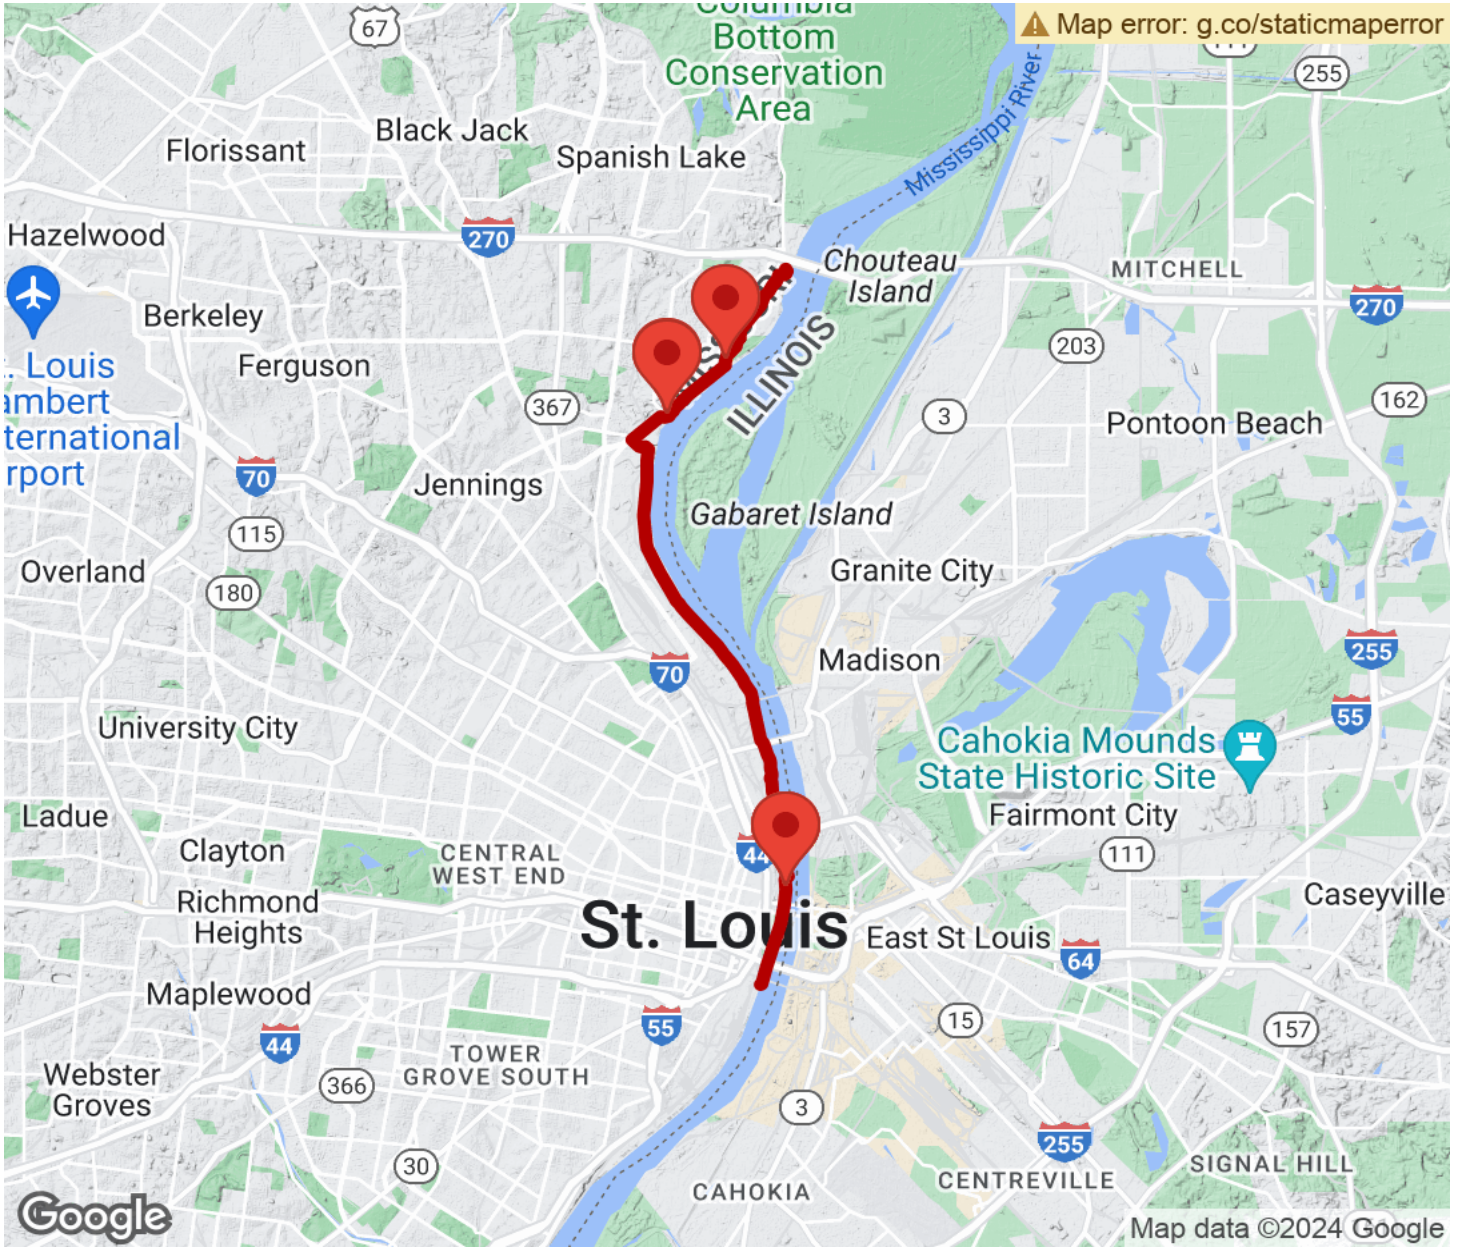 Columbia
Bottom
Conservation
Area
⚠ Map error: g.co/staticmaperror
67
255
Black Jack
Florissant
Spanish Lake
Mississippi River
Hazelwood
270
Chouteau
Island
MITCHELL
270
Berkeley
203
ILLINOIS
Ferguson
. Louis
ambert
ternational
rport
367
3
162
Pontoon Beach
70
Jennings
115
Gabaret Island
Overland
180
Granite City
70
Madison
255
55
University City
Cahokia Mounds
State Historic Site
Fairmont City
Ladue
Clayton
CENTRAL
WEST END
44
111
Richmond
Heights
Caseyville
St. Louis
East St Louis
64
Maplewood
55
15
157
44
TOWER
GROVE SOUTH
Webster
Groves
366
3
255
30
CAHOKIA
CENTREVILLE
SIGNAL HILL
Google
Map data ©2024 Google